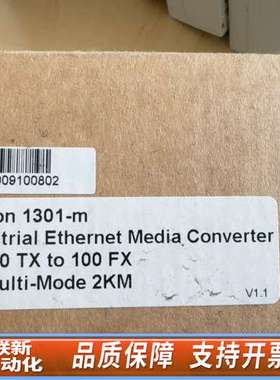 009100802
on 1301-m
trial Ethernet Media Converter
0 TX to 100 FX
ulti-Mode 2KM
V1.1
联新
动化
品质保障 支持开票